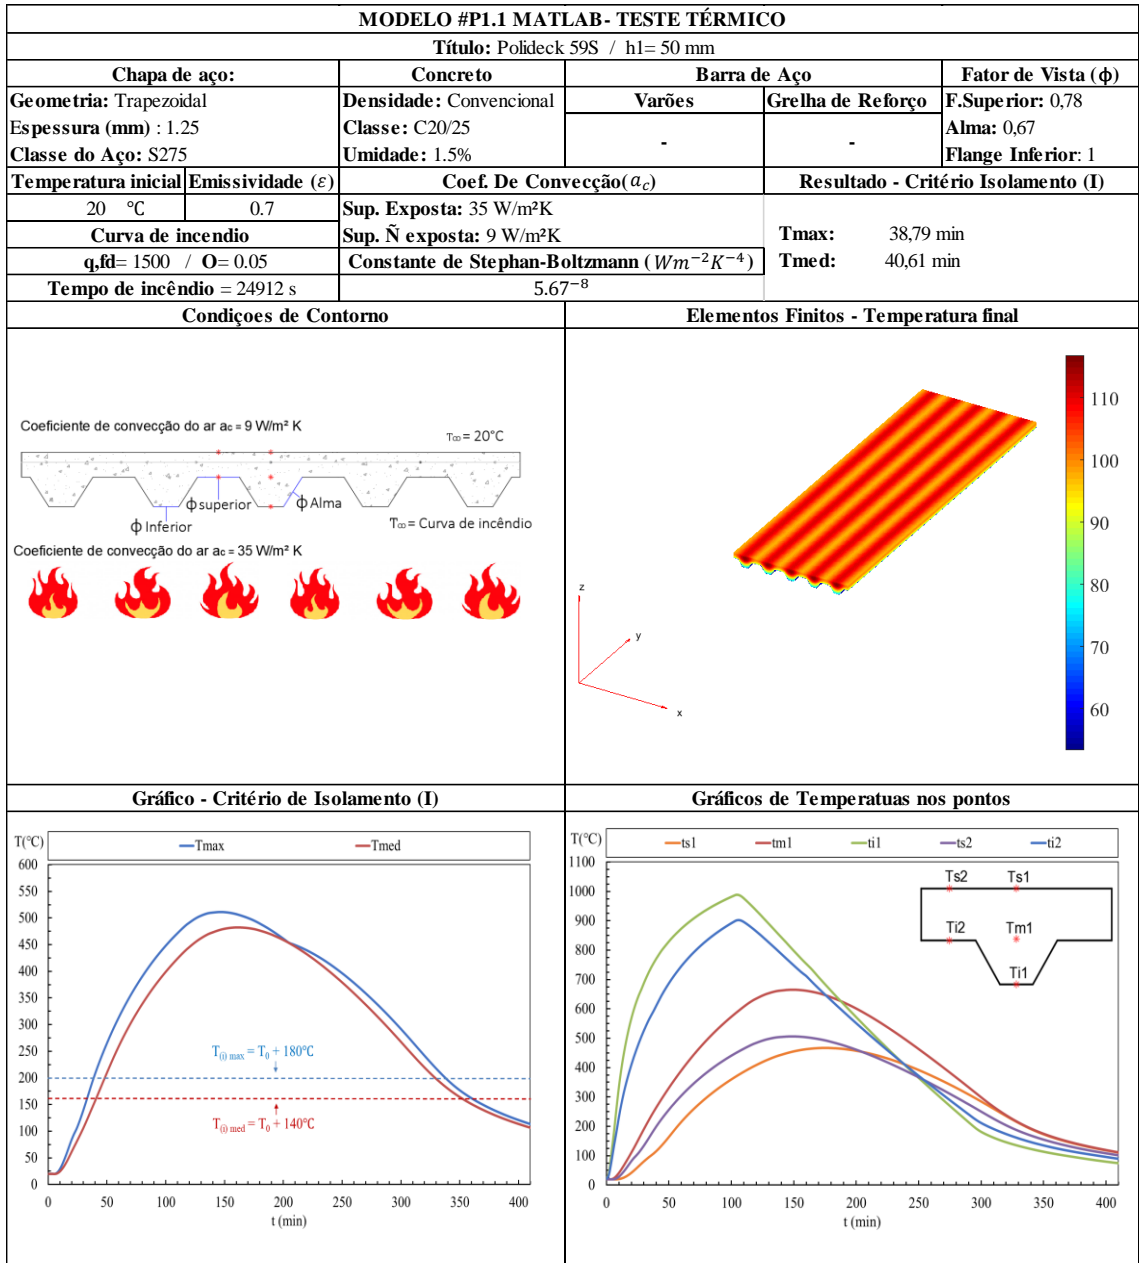 MODELO #P1.1 MATLAB- TESTE TÉRMICO
Título: Polideck 59S / h1= 50 mm
Chapa de aço:
Concreto
Barra de Aço
Fator de Vista (ϕ)
Geometria: Trapezoidal
Densidade: Convencional
Varões
Grelha de Reforço
F.Superior: 0,78
Espessura (mm) : 1.25
Classe: C20/25
-
-
Alma: 0,67
Classe do Aço: S275
Umidade: 1.5%
Flange Inferior: 1
Temperatura inicial
Emissividade (ε)
Coef. De Convecção(a_c)
Resultado - Critério Isolamento (I)
20 °C
0.7
Sup. Exposta: 35 W/m²K
Curva de incendio
Sup. Ñ exposta: 9 W/m²K
Tmax: 38,79 min
q,fd= 1500 / O= 0.05
Constante de Stephan-Boltzmann (Wm⁻²K⁻⁴)
Tmed: 40,61 min
Tempo de incêndio = 24912 s
5.67⁻⁸
Condiçoes de Contorno
Elementos Finitos - Temperatura final
Coeficiente de convecção do ar ac = 9 W/m² K
T∞ = 20°C
ϕ superior
ϕ Alma
ϕ Inferior
T∞ = Curva de incêndio
Coeficiente de convecção do ar ac = 35 W/m² K
110
100
90
80
70
60
z
y
x
Gráfico - Critério de Isolamento (I)
Gráficos de Temperatuas nos pontos
T(°C)
Tmax
Tmed
600
550
500
450
400
350
300
250
200
150
100
50
0
T(i) max = T0 + 180°C
T(i) med = T0 + 140°C
0 50 100 150 200 250 300 350 400
t (min)
T(°C)
ts1
tm1
ti1
ts2
ti2
1100
1000
900
800
700
600
500
400
300
200
100
0
Ts2
Ts1
Ti2
Tm1
Ti1
0 50 100 150 200 250 300 350 400
t (min)